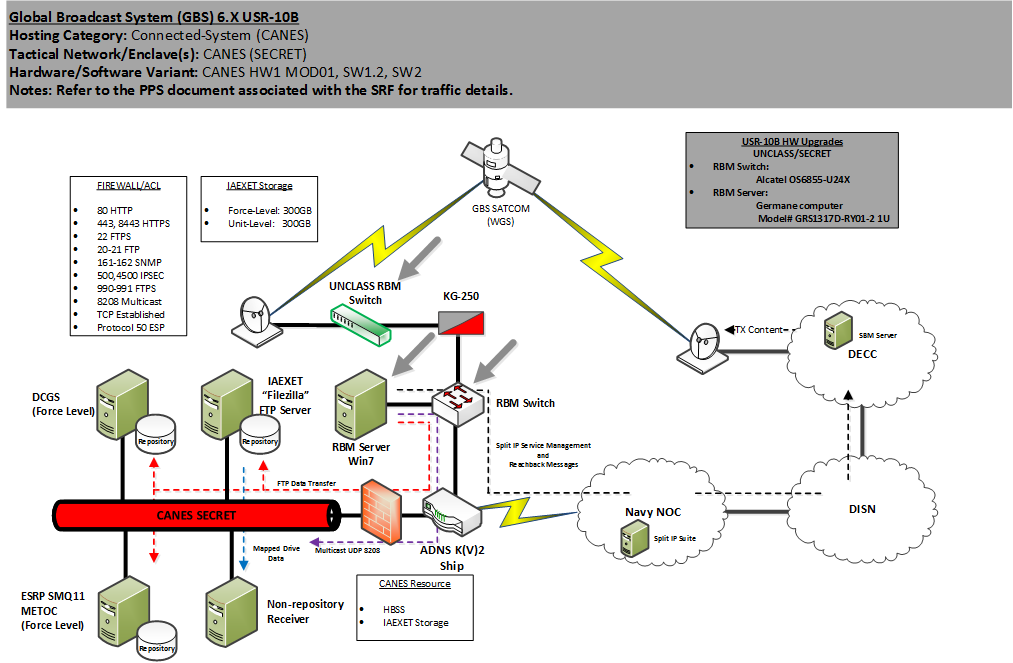 Global Broadcast System (GBS) 6.X USR-10B
Hosting Category: Connected-System (CANES)
Tactical Network/Enclave(s): CANES (SECRET)
Hardware/Software Variant: CANES HW1 MOD01, SW1.2, SW2
Notes: Refer to the PPS document associated with the SRF for traffic details.
USR-10B HW Upgrades
UNCLASS/SECRET
• RBM Switch:
Alcatel OS6855-U24X
• RBM Server:
Germane computer
Model# GRS1317D-RY01-2 1U
FIREWALL/ACL
• 80 HTTP
• 443, 8443 HTTPS
• 22 FTPS
• 20-21 FTP
• 161-162 SNMP
• 500,4500 IPSEC
• 990-991 FTPS
• 8208 Multicast
• TCP Established
• Protocol 50 ESP
IAEXET Storage
• Force-Level: 300GB
• Unit-Level: 300GB
GBS SATCOM
(WGS)
UNCLASS RBM
Switch
KG-250
TX Content
SBM Server
DECC
DCGS
(Force Level)
Repository
IAEXET
"Filezilla"
FTP Server
Repository
RBM Server
Win7
RBM Switch
Split IP Service Management
and
Reachback Messages
FTP Data Transfer
CANES SECRET
Navy NOC
Split IP Suite
DISN
Mapped Drive
Data
Multicast UDP 8208
ADNS K(V)2
Ship
ESRP SMQ11
METOC
(Force Level)
Repository
Non-repository
Receiver
CANES Resource
• HBSS
• IAEXET Storage